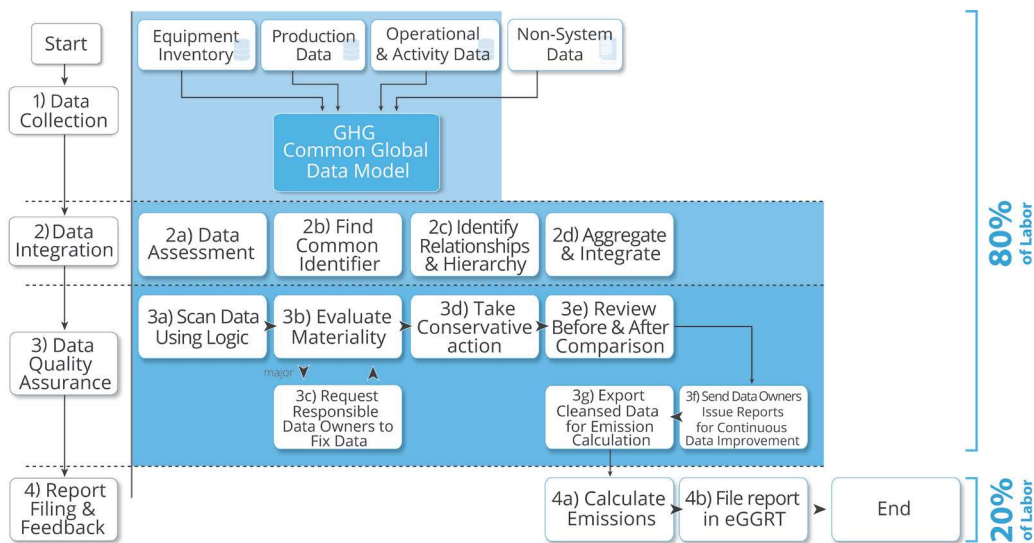 Start
1) Data
Collection
2) Data
Integration
3) Data
Quality
Assurance
4) Report
Filing &
Feedback
Equipment
Inventory
Production
Data
Operational
& Activity Data
Non-System
Data
GHG
Common Global
Data Model
2a) Data
Assessment
2b) Find
Common
Identifier
2c) Identify
Relationships
& Hierarchy
2d) Aggregate
& Integrate
3a) Scan Data
Using Logic
3b) Evaluate
Materiality
3d) Take
Conservative
action
3e) Review
Before & After
Comparison
major
3c) Request
Responsible
Data Owners to
Fix Data
3g) Export
Cleansed Data
for Emission
Calculation
3f) Send Data Owners
Issue Reports
for Continuous
Data Improvement
4a) Calculate
Emissions
4b) File report
in eGGRT
End
80%
of Labor
20%
of Labor